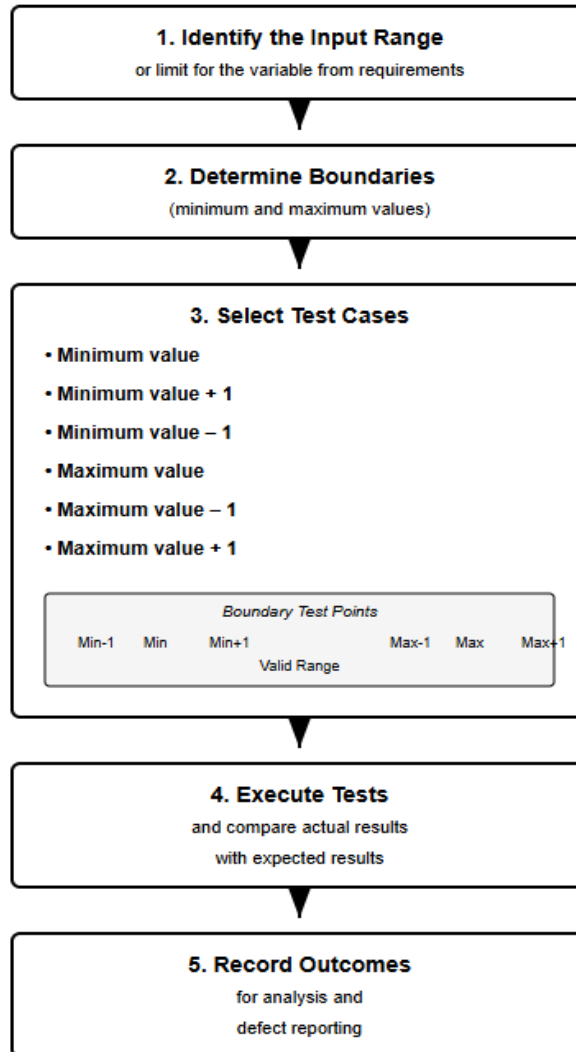 1. Identify the Input Range
or limit for the variable from requirements
2. Determine Boundaries
(minimum and maximum values)
3. Select Test Cases
• Minimum value
• Minimum value + 1
• Minimum value – 1
• Maximum value
• Maximum value – 1
• Maximum value + 1
Boundary Test Points
Min-1 Min Min+1 Max-1 Max Max+1
Valid Range
4. Execute Tests
and compare actual results
with expected results
5. Record Outcomes
for analysis and
defect reporting